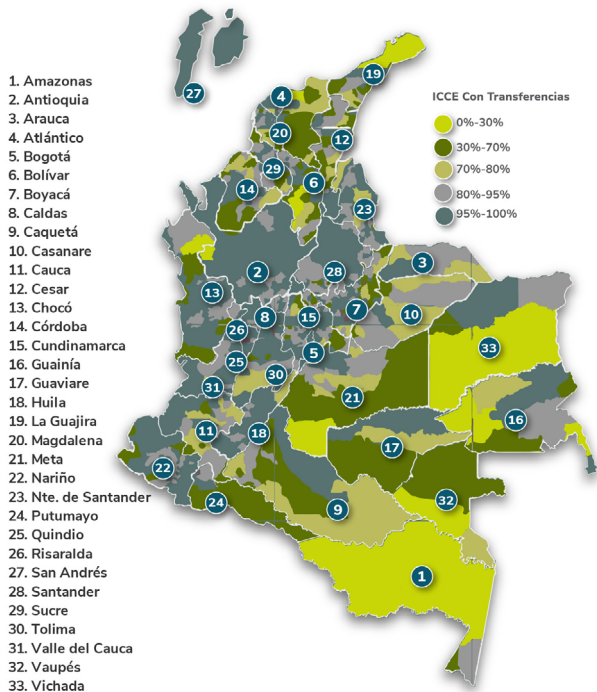 1. Amazonas
2. Antioquia
3. Arauca
4. Atlántico
5. Bogotá
6. Bolívar
7. Boyacá
8. Caldas
9. Caquetá
10. Casanare
11. Cauca
12. Cesar
13. Chocó
14. Córdoba
15. Cundinamarca
16. Guainía
17. Guaviare
18. Huila
19. La Guajira
20. Magdalena
21. Meta
22. Nariño
23. Nte. de Santander
24. Putumayo
25. Quindio
26. Risaralda
27. San Andrés
28. Santander
29. Sucre
30. Tolima
31. Valle del Cauca
32. Vaupés
33. Vichada
ICCE Con Transferencias
0%-30%
30%-70%
70%-80%
80%-95%
95%-100%
27
19
4
20
12
29
14
6
23
3
2
28
13
8
15
7
10
26
5
33
25
30
31
21
11
18
16
17
22
24
9
32
1